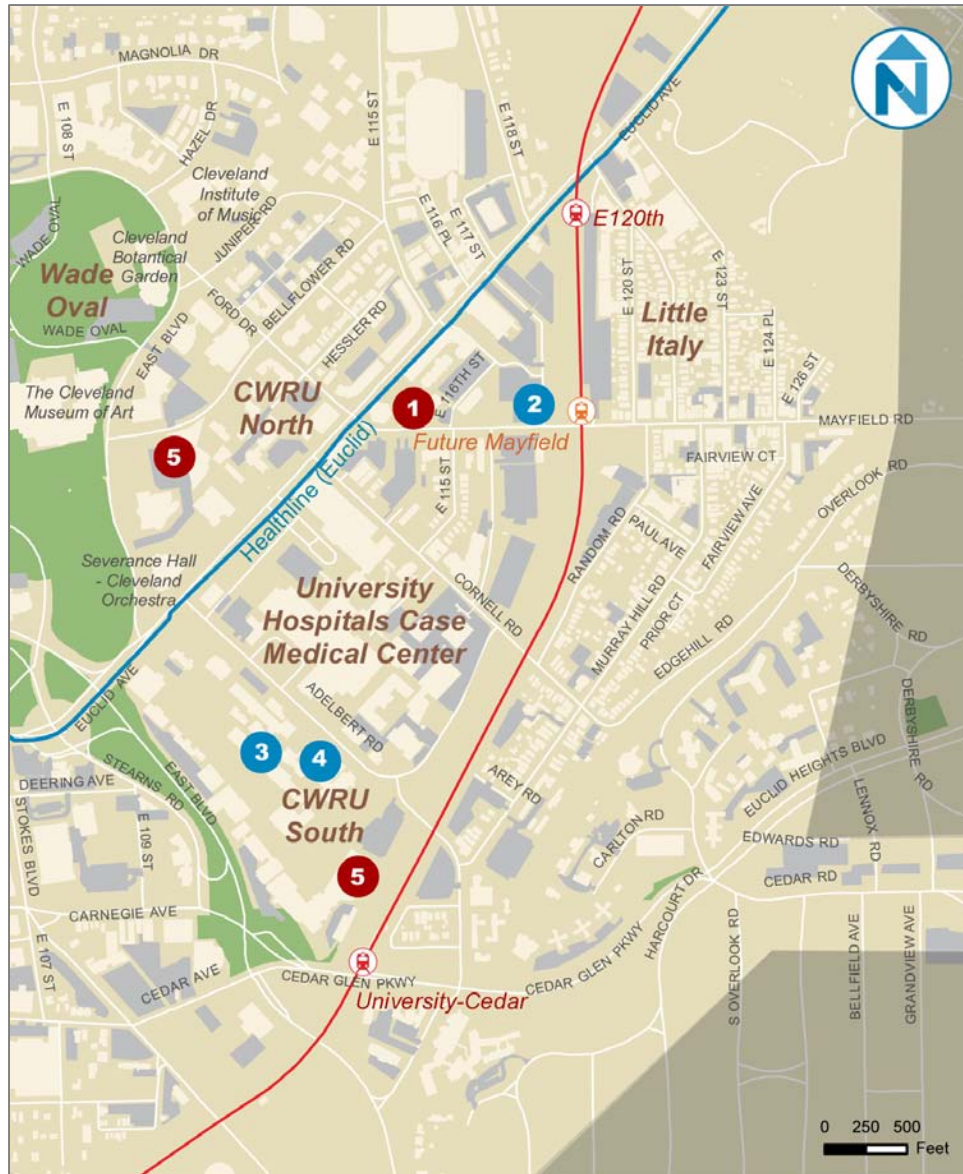 MAGNOLIA DR
E 108 ST
HAZEL DR
E 115 ST
E 118 ST
EUCLID AVE
N
Cleveland
Institute
of Music
WADE OVAL
Cleveland
Botanical
Garden
JUNIPER RD
E 116 PL
E 117 ST
E120th
Wade
Oval
WADE OVAL
FORD DR
BELLFLOWER RD
HESSLER RD
EAST BLVD
E 120 ST
E 123 ST
Little
Italy
E 124 PL
E 126 ST
The Cleveland
Museum of Art
CWRU
North
1
E 116TH ST
2
MAYFIELD RD
Future Mayfield
5
Healthline (Euclid)
E 115 ST
FAIRVIEW CT
OVERLOOK RD
RANDOM RD
PAUL AVE
FAIRVIEW AVE
Severance Hall
- Cleveland
Orchestra
University
Hospitals Case
Medical Center
CORNELL RD
MURRAY HILL RD
PRIOR CT
EDGEHILL RD
DERBYSHIRE RD
EUCLID AVE
ADELBERT RD
DERBYSHIRE RD
3
4
CWRU
South
DEERING AVE
STEARNS RD
EAST BLVD
AREY RD
EUCLID HEIGHTS BLVD
STOKES BLVD
E 109 ST
CARLTON RD
LENNOX RD
EDWARDS RD
5
CEDAR RD
CARNEGIE AVE
HARCOURT DR
E 107 ST
CEDAR AVE
CEDAR GLEN PKWY
CEDAR GLEN PKWY
S OVERLOOK RD
BELLFIELD AVE
GRANDVIEW AVE
University-Cedar
0 250 500
Feet